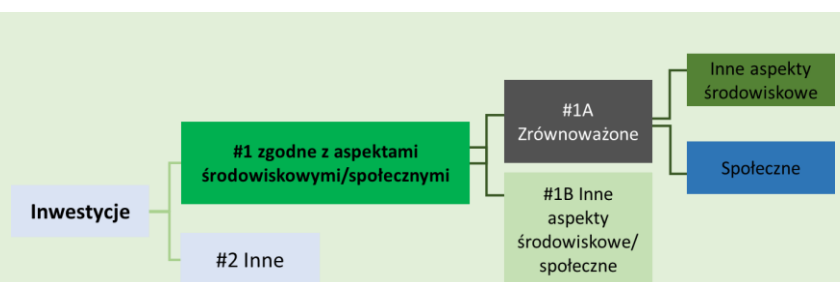 Inwestycje
#1 zgodne z aspektami
środowiskowymi/społecznymi
#2 Inne
#1A
Zrównoważone
#1B Inne
aspekty
środowiskowe/
społeczne
Inne aspekty
środowiskowe
Społeczne